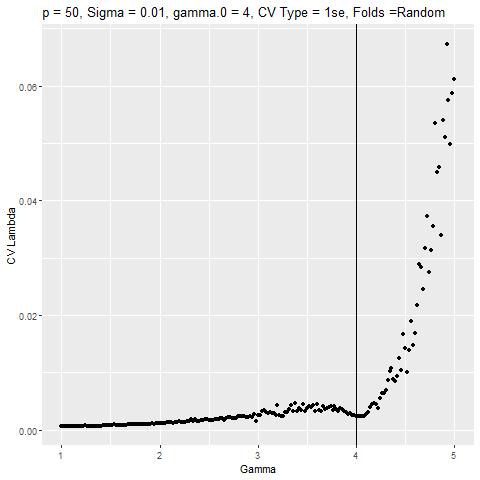 p = 50, Sigma = 0.01, gamma.0 = 4, CV Type = 1se, Folds =Random
0.06
0.04
CV Lambda
0.02
0.00
1 2 3 4 5
Gamma